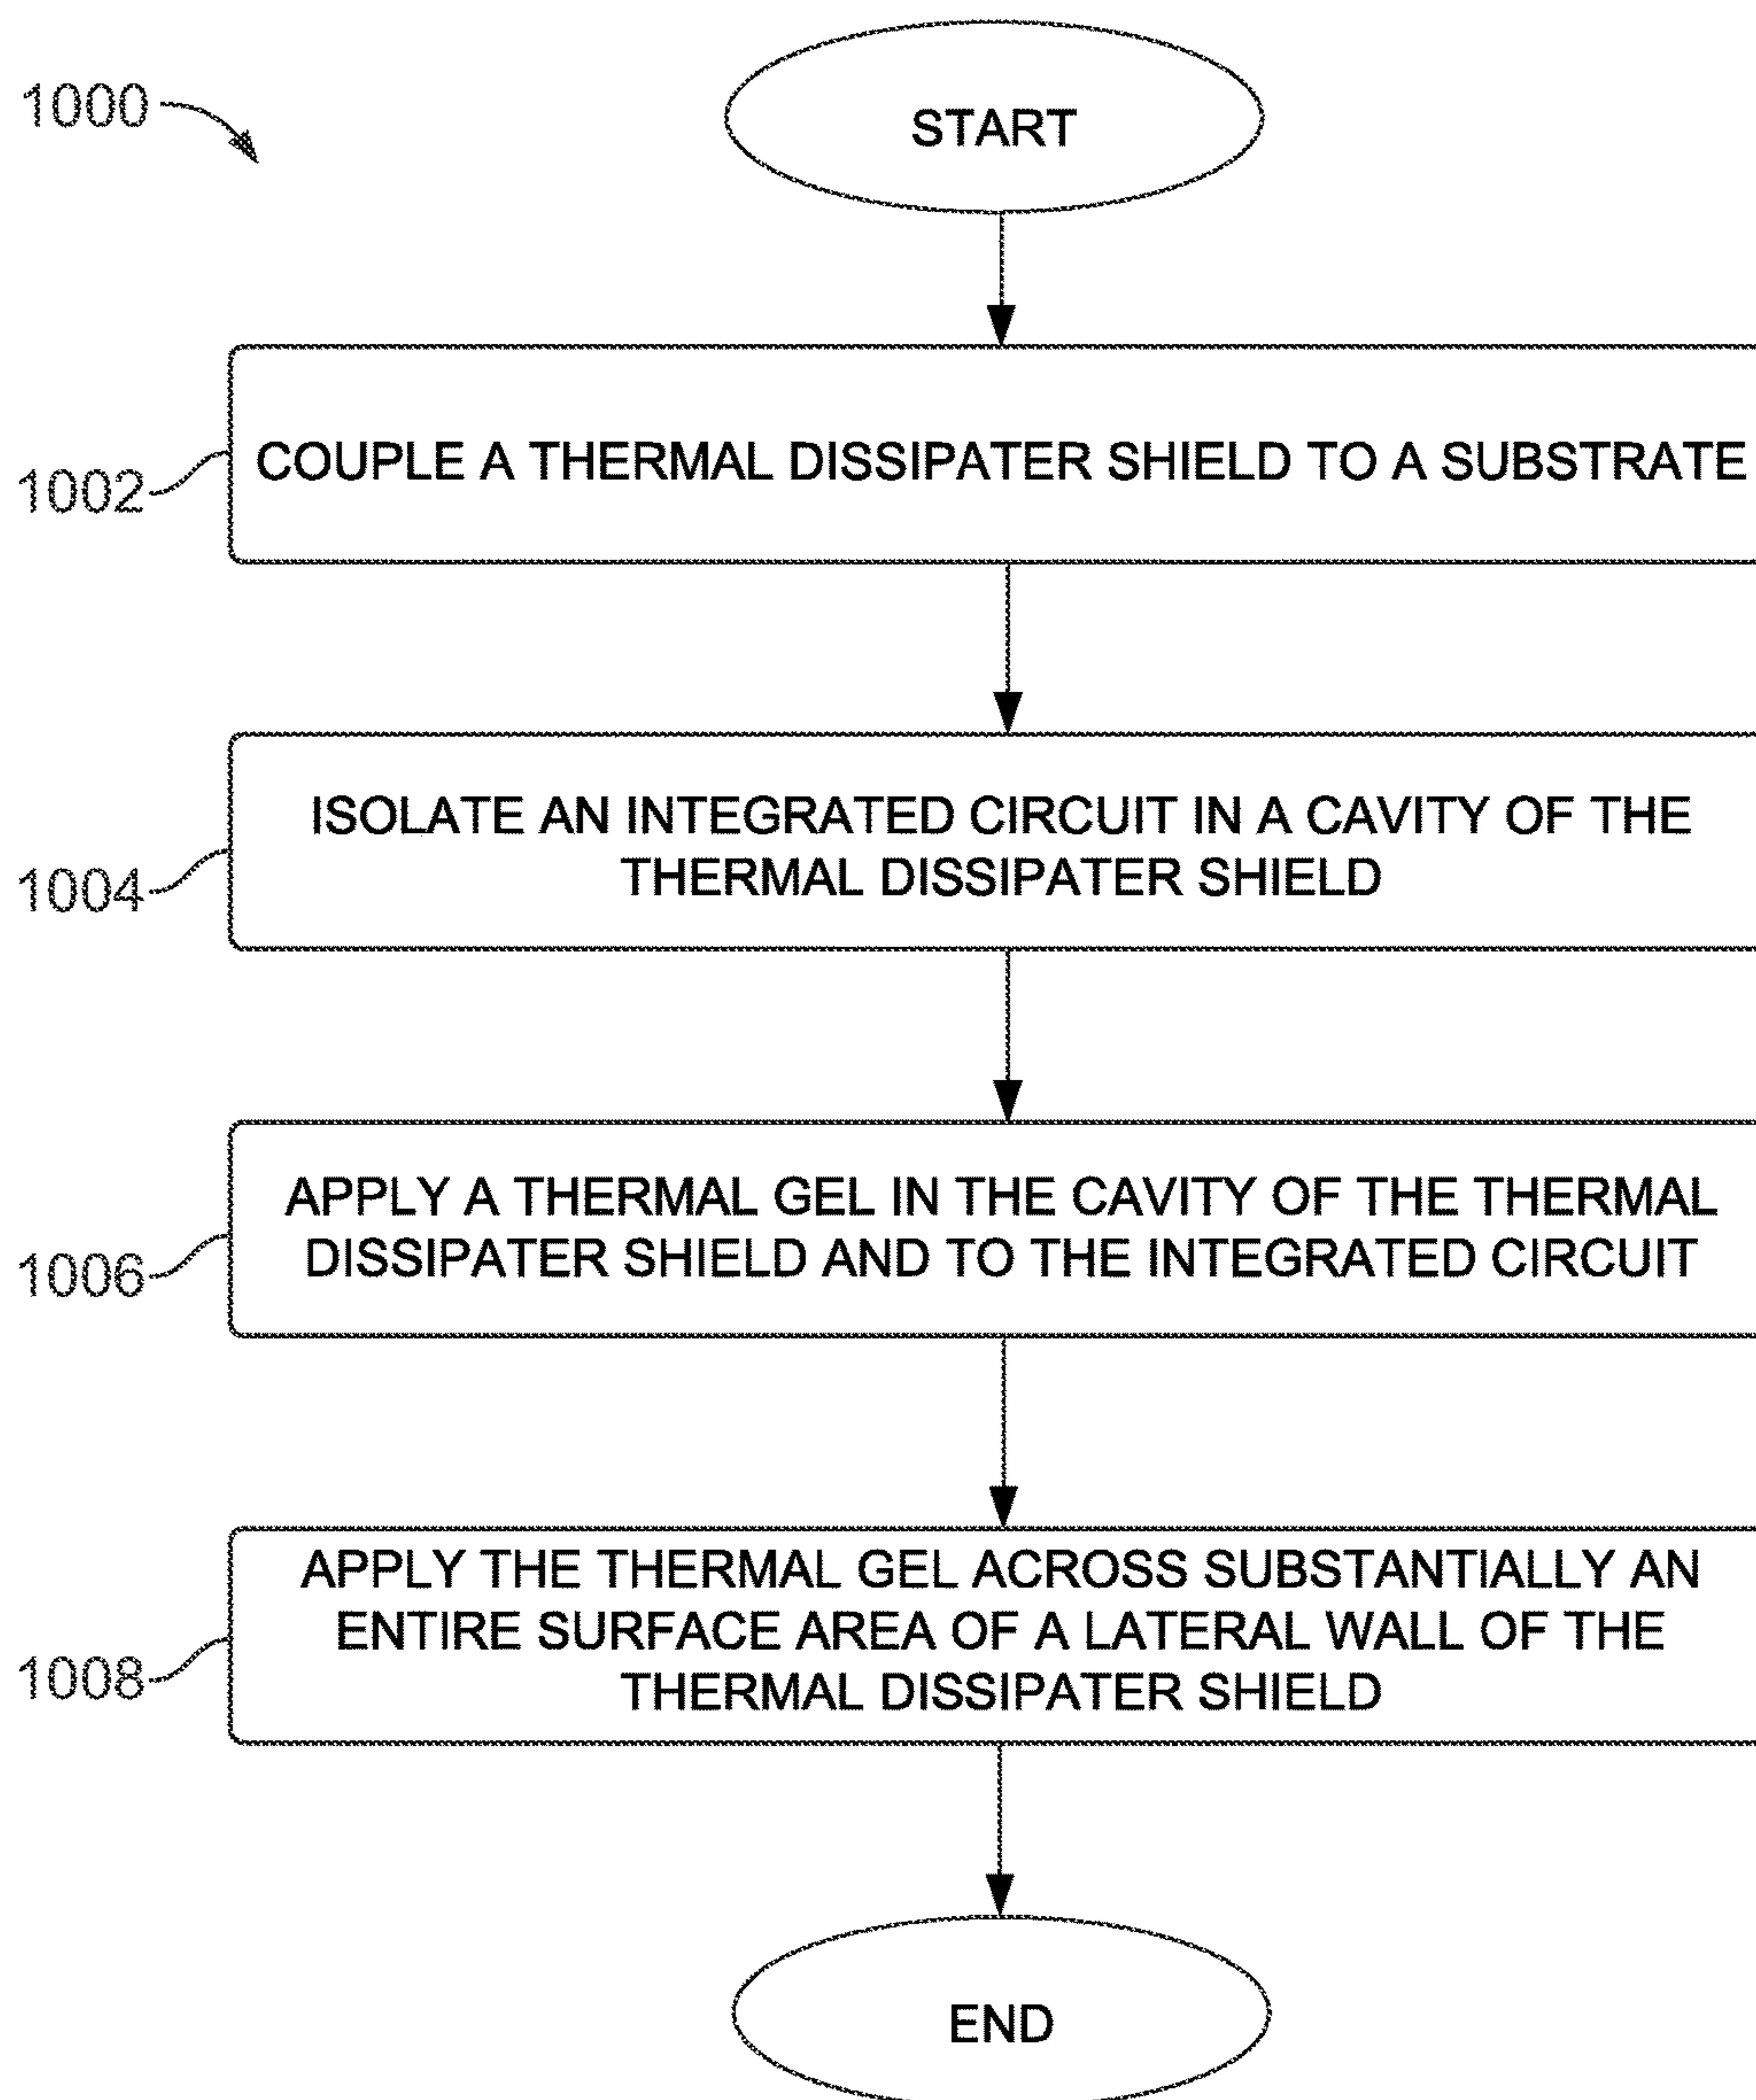 1000
START
1002
COUPLE A THERMAL DISSIPATER SHIELD TO A SUBSTRATE
1004
ISOLATE AN INTEGRATED CIRCUIT IN A CAVITY OF THE
THERMAL DISSIPATER SHIELD
1006
APPLY A THERMAL GEL IN THE CAVITY OF THE THERMAL
DISSIPATER SHIELD AND TO THE INTEGRATED CIRCUIT
1008
APPLY THE THERMAL GEL ACROSS SUBSTANTIALLY AN
ENTIRE SURFACE AREA OF A LATERAL WALL OF THE
THERMAL DISSIPATER SHIELD
END